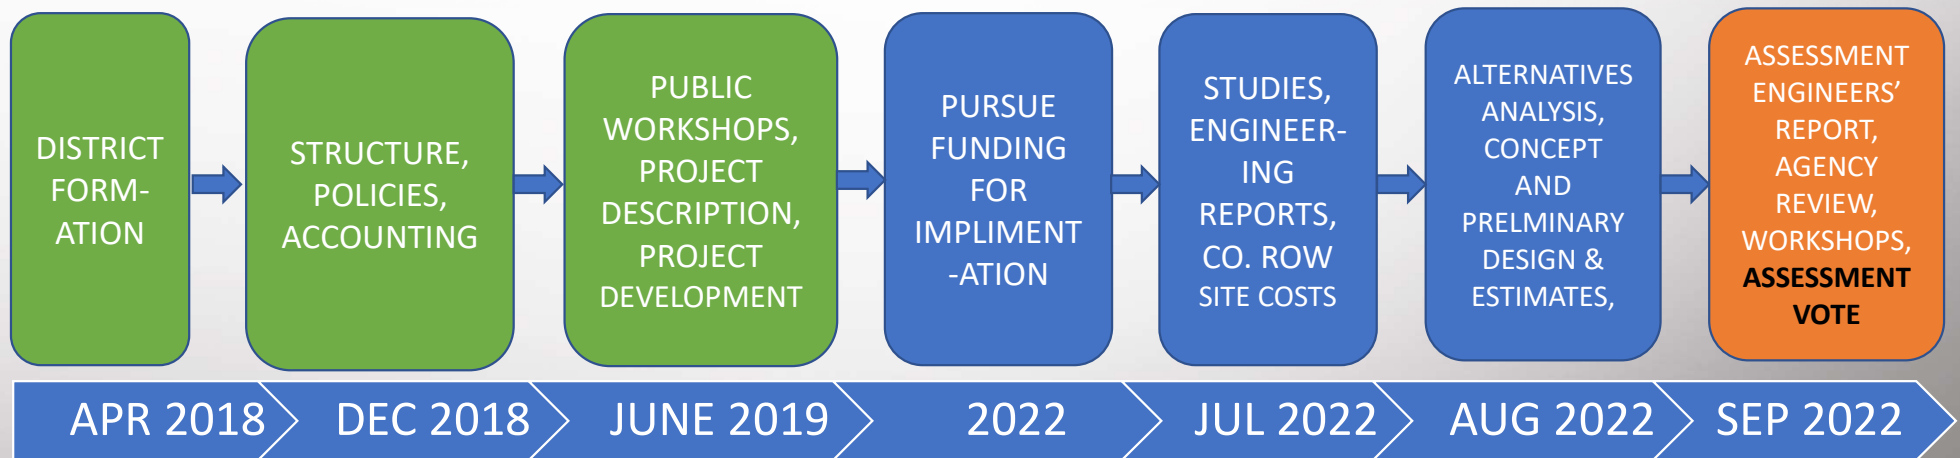 DISTRICT
FORM-
ATION
STRUCTURE,
POLICIES,
ACCOUNTING
PUBLIC
WORKSHOPS,
PROJECT
DESCRIPTION,
PROJECT
DEVELOPMENT
PURSUE
FUNDING
FOR
IMPLIMENT
-ATION
STUDIES,
ENGINEER-
ING
REPORTS,
CO. ROW
SITE COSTS
ALTERNATIVES
ANALYSIS,
CONCEPT
AND
PRELMINARY
DESIGN &
ESTIMATES,
ASSESSMENT
ENGINEERS’
REPORT,
AGENCY
REVIEW,
WORKSHOPS,
ASSESSMENT
VOTE
APR 2018
DEC 2018
JUNE 2019
2022
JUL 2022
AUG 2022
SEP 2022